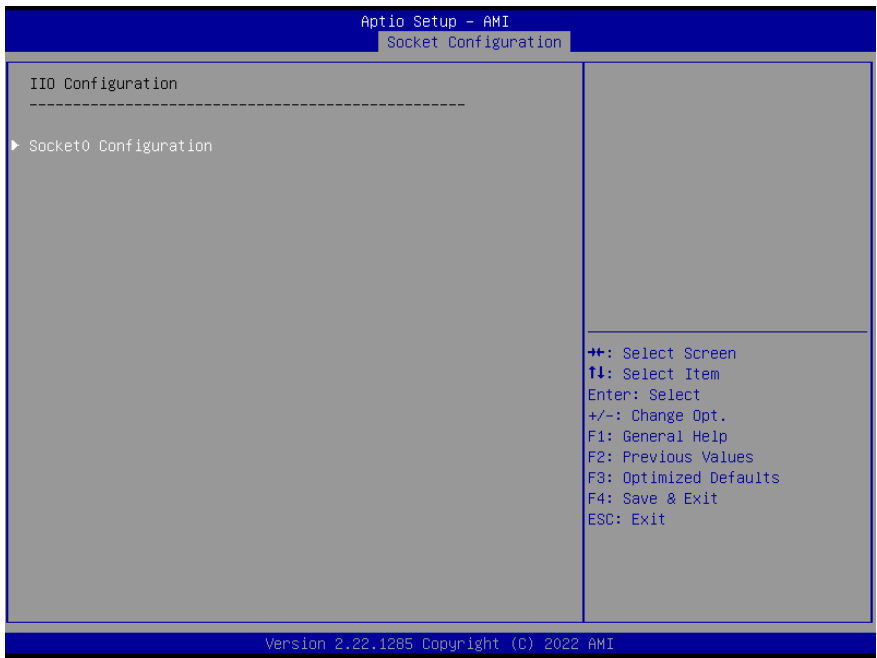 Aptio Setup – AMI
Socket Configuration
IIO Configuration
--------------------------------------------------
Socket0 Configuration
→←: Select Screen
↑↓: Select Item
Enter: Select
+/-: Change Opt.
F1: General Help
F2: Previous Values
F3: Optimized Defaults
F4: Save & Exit
ESC: Exit
Version 2.22.1285 Copyright (C) 2022 AMI